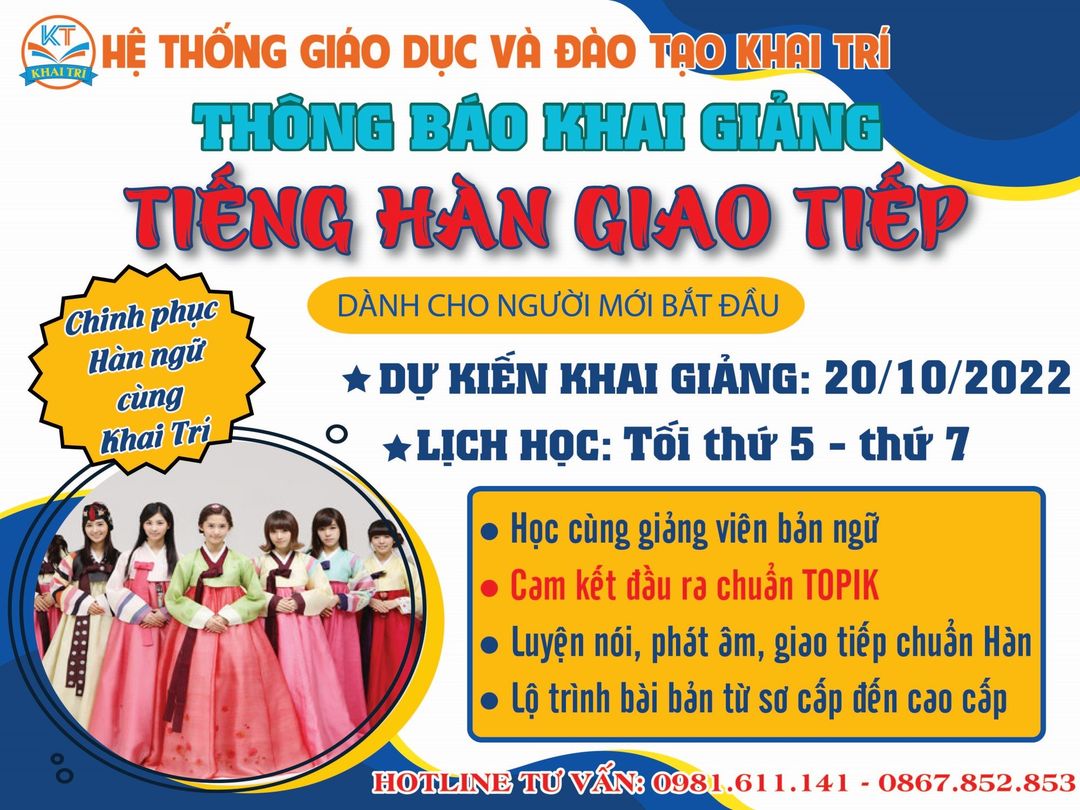 KT
KHAI TRÍ
HỆ THỐNG GIÁO DỤC VÀ ĐÀO TẠO KHAI TRÍ
THÔNG BÁO KHAI GIẢNG
TIẾNG HÀN GIAO TIẾP
DÀNH CHO NGƯỜI MỚI BẮT ĐẦU
Chinh phục
Hàn ngữ
cùng
Khai Trí
★ DỰ KIẾN KHAI GIẢNG: 20/10/2022
★ LỊCH HỌC: Tối thứ 5 - thứ 7
• Học cùng giảng viên bản ngữ
• Cam kết đầu ra chuẩn TOPIK
• Luyện nói, phát âm, giao tiếp chuẩn Hàn
• Lộ trình bài bản từ sơ cấp đến cao cấp
HOTLINE TƯ VẤN: 0981.611.141 - 0867.852.853